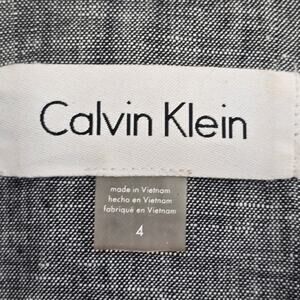 Calvin Klein
made in Vietnam
hecho en Vietnam
fabriqué en Vietnam
4